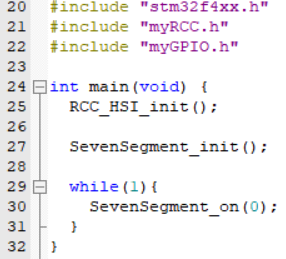 20 #include "stm32f4xx.h"
21 #include "myRCC.h"
22 #include "myGPIO.h"
23
24 int main(void) {
25 RCC_HSI_init();
26
27 SevenSegment_init();
28
29 while(1){
30 SevenSegment_on(0);
31 }
32 }